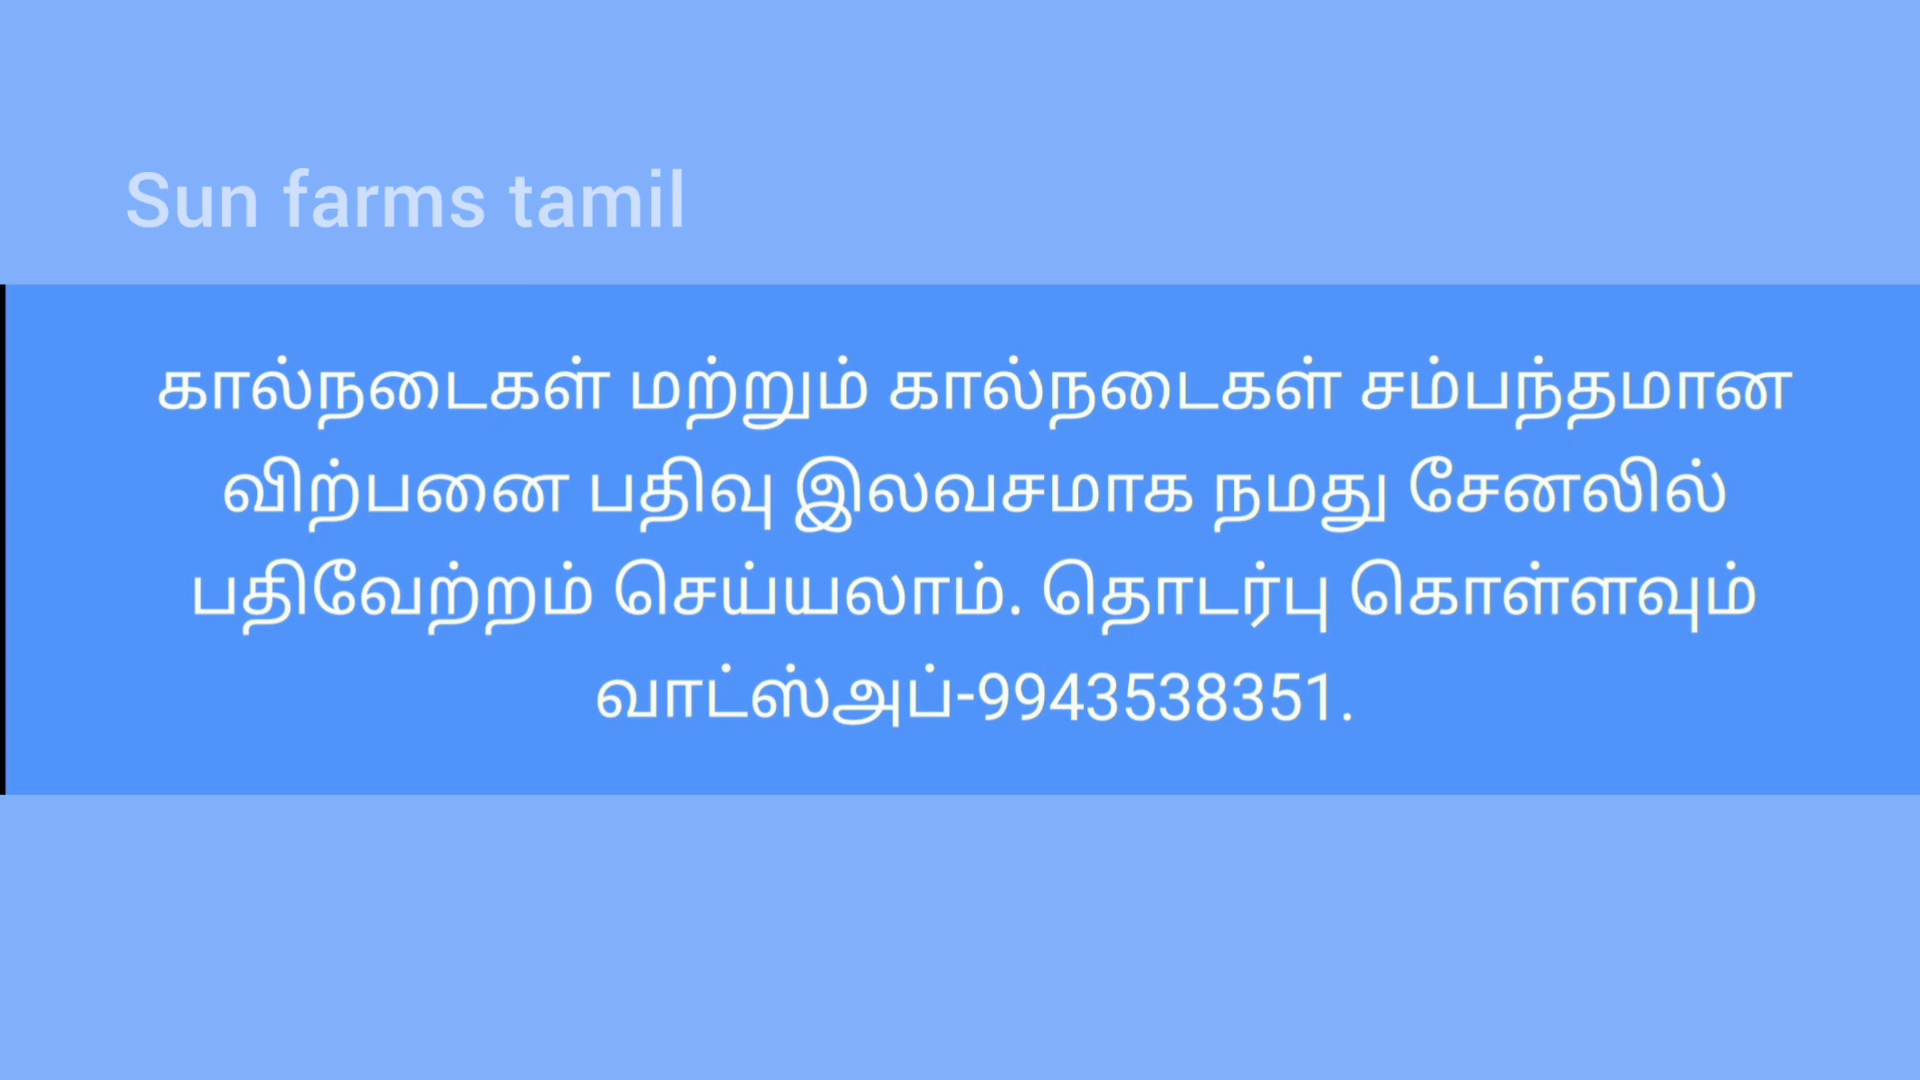 Sun farms tamil
கால்நடைகள் மற்றும் கால்நடைகள் சம்பந்தமான
விற்பனை பதிவு இலவசமாக நமது சேனலில்
பதிவேற்றம் செய்யலாம். தொடர்பு கொள்ளவும்
வாட்ஸ்அப்-9943538351.